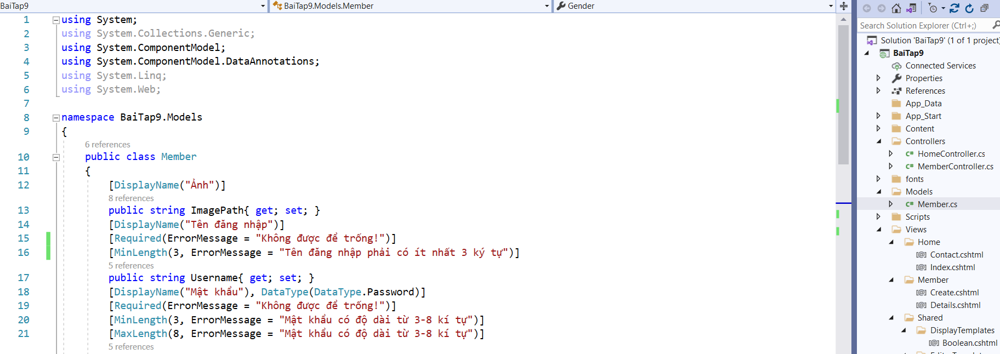 BaiTap9
BaiTap9.Models.Member
Gender
1 using System;
2 using System.Collections.Generic;
3 using System.ComponentModel;
4 using System.ComponentModel.DataAnnotations;
5 using System.Linq;
6 using System.Web;
7
8 namespace BaiTap9.Models
9 {
6 references
10 public class Member
11 {
12 [DisplayName("Ảnh")]
8 references
13 public string ImagePath{ get; set; }
14 [DisplayName("Tên đăng nhập")]
15 [Required(ErrorMessage = "Không được để trống!")]
16 [MinLength(3, ErrorMessage = "Tên đăng nhập phải có ít nhất 3 ký tự")]
5 references
17 public string Username{ get; set; }
18 [DisplayName("Mật khẩu"), DataType(DataType.Password)]
19 [Required(ErrorMessage = "Không được để trống!")]
20 [MinLength(3, ErrorMessage = "Mật khẩu có độ dài từ 3-8 kí tự")]
21 [MaxLength(8, ErrorMessage = "Mật khẩu có độ dài từ 3-8 kí tự")]
5 references
Search Solution Explorer (Ctrl+;)
Solution 'BaiTap9' (1 of 1 project)
BaiTap9
Connected Services
Properties
References
App_Data
App_Start
Content
Controllers
C# HomeController.cs
C# MemberController.cs
fonts
Models
C# Member.cs
Scripts
Views
Home
[@] Contact.cshtml
[@] Index.cshtml
Member
[@] Create.cshtml
[@] Details.cshtml
Shared
DisplayTemplates
[@] Boolean.cshtml